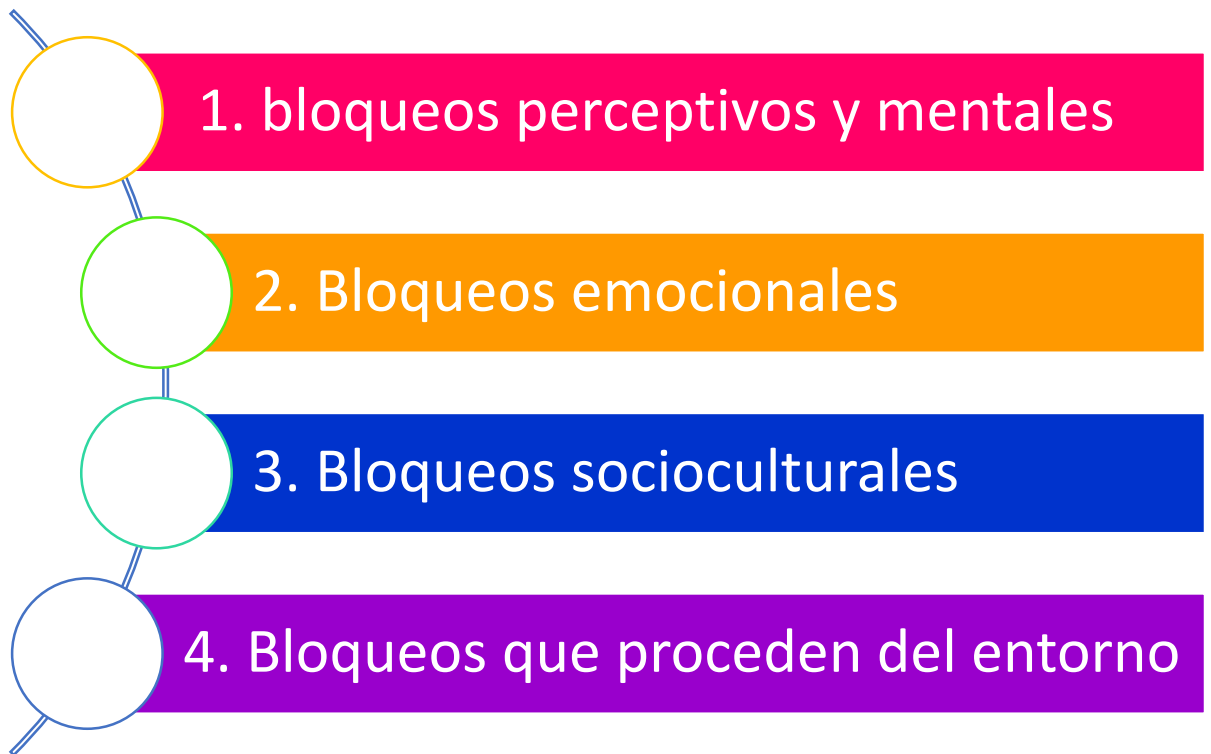 1. bloqueos perceptivos y mentales
2. Bloqueos emocionales
3. Bloqueos socioculturales
4. Bloqueos que proceden del entorno